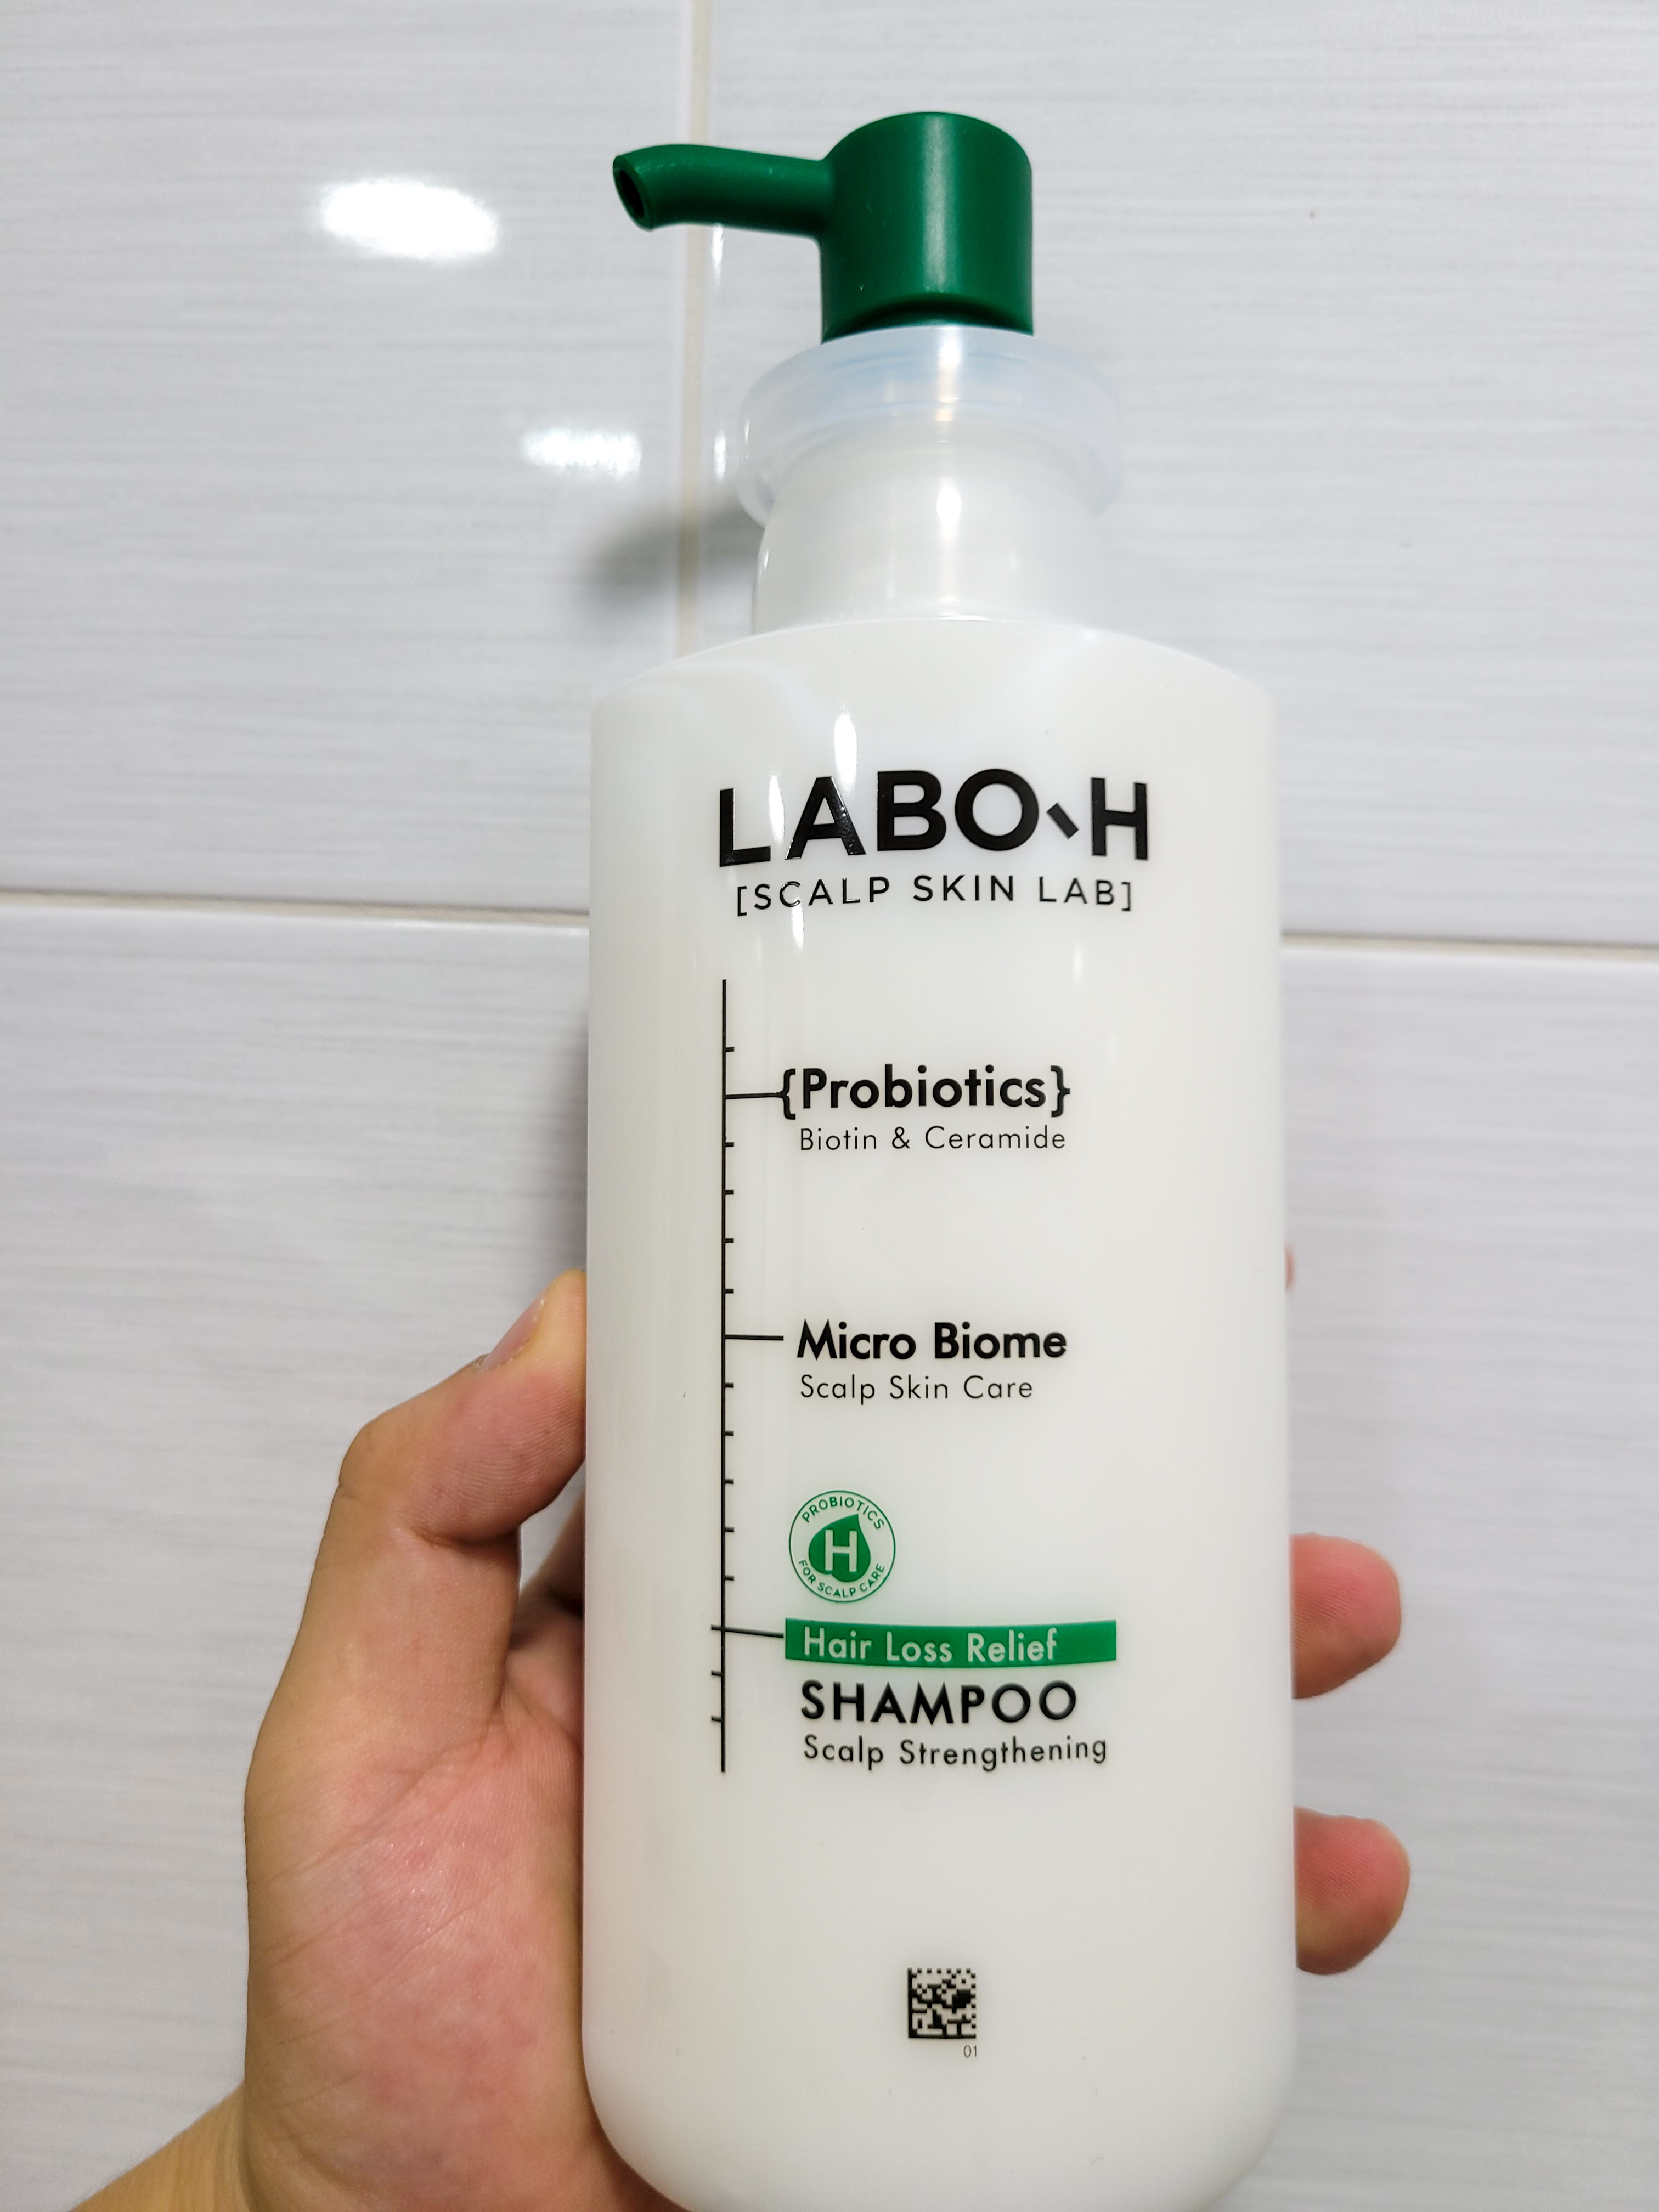 LABO-H
[SCALP SKIN LAB]
{Probiotics}
Biotin & Ceramide
Micro Biome
Scalp Skin Care
PROBIOTICS
H
FOR SCALP CARE
Hair Loss Relief
SHAMPOO
Scalp Strengthening
01